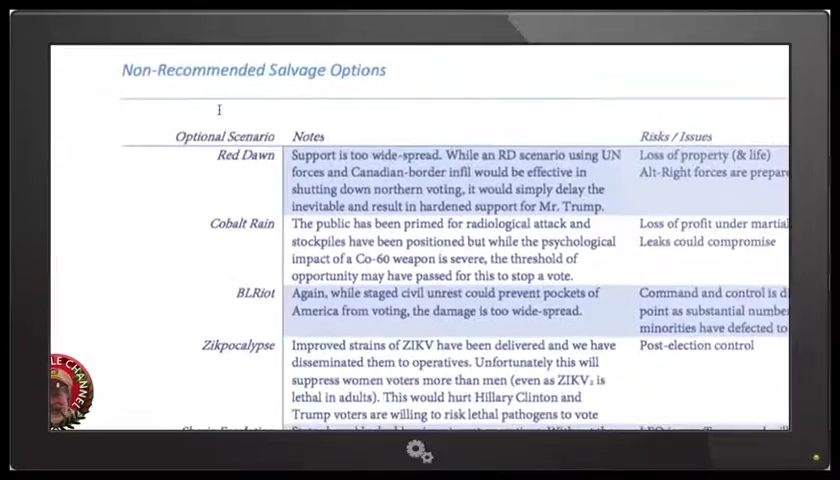 Non-Recommended Salvage Options
Optional Scenario Notes Risks / Issues
Red Dawn Support is too wide-spread. While an RD scenario using UN Loss of property (& life)
forces and Canadian-border infil would be effective in Alt-Right forces are prepare
shutting down northern voting, it would simply delay the
inevitable and result in hardened support for Mr. Trump.
Cobalt Rain The public has been primed for radiological attack and Loss of profit under martial
stockpiles have been positioned but while the psychological Leaks could compromise
impact of a Co-60 weapon is severe, the threshold of
opportunity may have passed for this to stop a vote.
BLRiot Again, while staged civil unrest could prevent pockets of Command and control is d
America from voting, the damage is too wide-spread. point as substantial number
minorities have defected to
Zikpocalypse Improved strains of ZIKV have been delivered and we have Post-election control
disseminated them to operatives. Unfortunately this will
suppress women voters more than men (even as ZIKV₂ is
lethal in adults). This would hurt Hillary Clinton and
Trump voters are willing to risk lethal pathogens to vote
LE CHANNEL